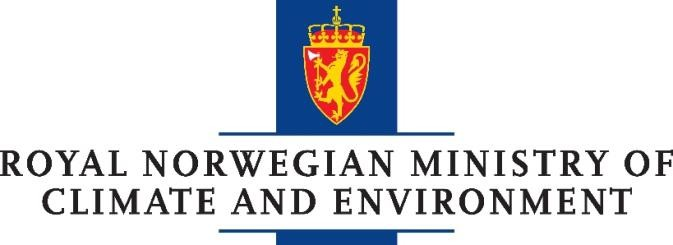 ROYAL NORWEGIAN MINISTRY OF
CLIMATE AND ENVIRONMENT